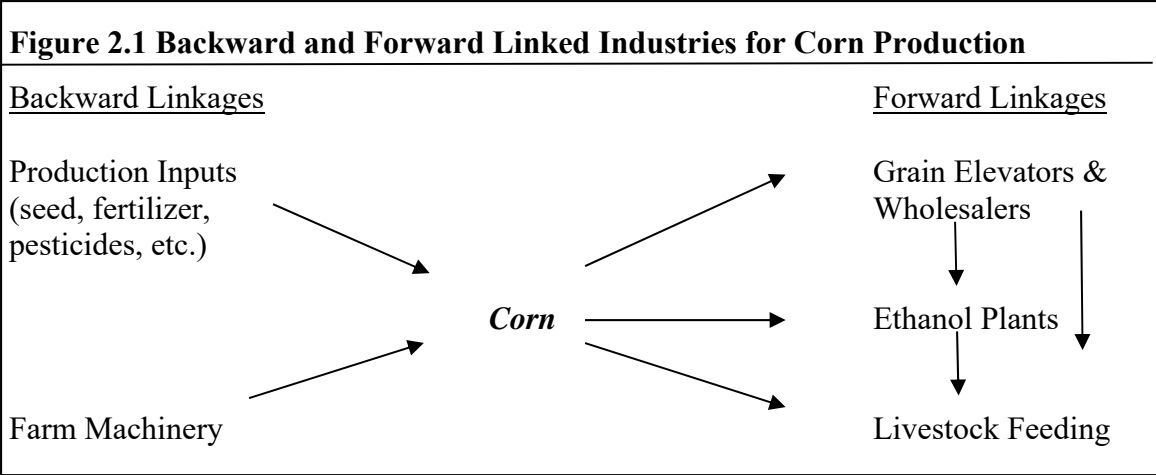 Figure 2.1 Backward and Forward Linked Industries for Corn Production
Backward Linkages
Forward Linkages
Production Inputs
(seed, fertilizer,
pesticides, etc.)
Grain Elevators &
Wholesalers
Corn
Ethanol Plants
Farm Machinery
Livestock Feeding